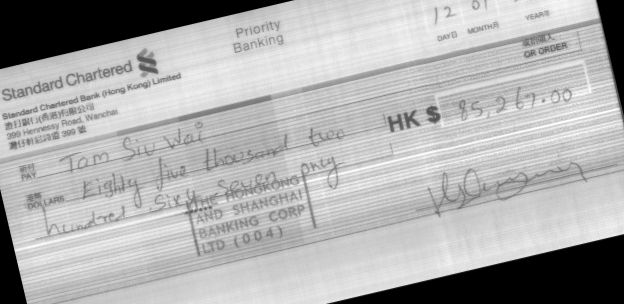 Standard Chartered
Priority
Banking
12 01
DAY日 MONTH月 YEAR年
Standard Chartered Bank (Hong Kong) Limited
渣打銀行(香港)有限公司
399 Hennessy Road, Wanchai
灣仔軒尼詩道 399 號
或持票人
OR ORDER
祈付
PAY Tam Siu Wai
HK $ 85,267.00
港幣
DOLLARS Eighty five thousand two
hundred sixty seven only
THE HONGKONG
AND SHANGHAI
BANKING CORP
LTD (004)